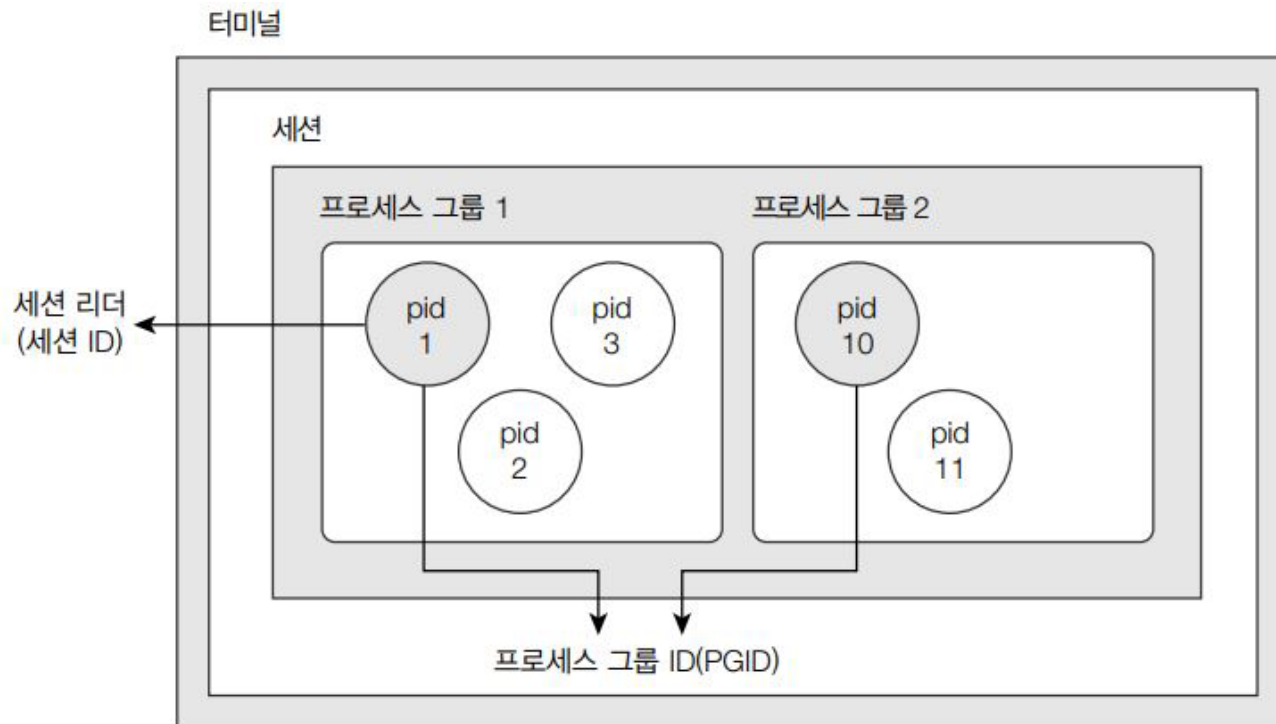 터미널
세션
프로세스 그룹 1
프로세스 그룹 2
세션 리더
(세션 ID)
pid
1
pid
3
pid
2
pid
10
pid
11
프로세스 그룹 ID(PGID)